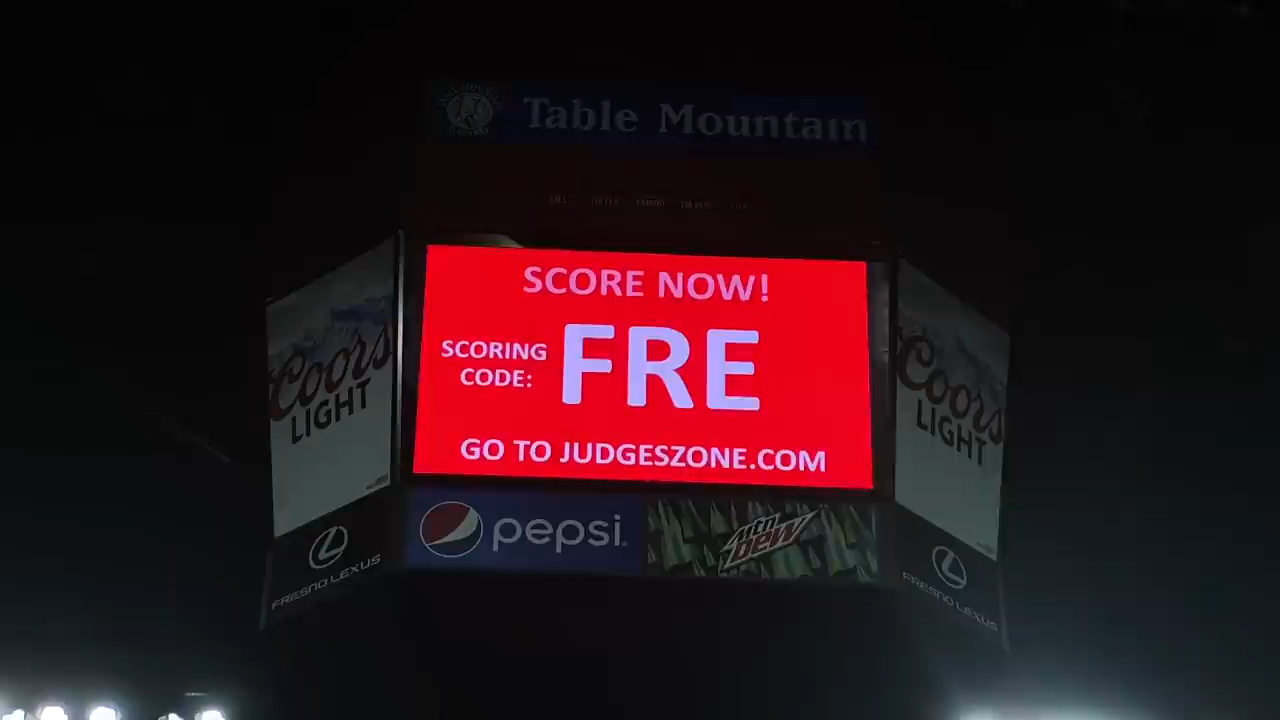 Table Mountain
SCORE NOW!
SCORING
CODE:
FRE
GO TO JUDGESZONE.COM
Coors
LIGHT
FRESNO LEXUS
pepsi
mtn
dew
Coors
LIGHT
FRESNO LEXUS